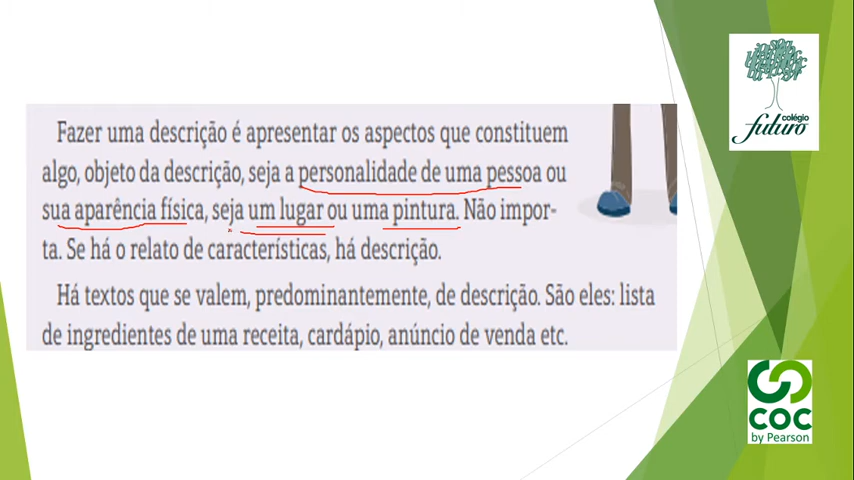 Fazer uma descrição é apresentar os aspectos que constituem
algo, objeto da descrição, seja a personalidade de uma pessoa ou
sua aparência física, seja um lugar ou uma pintura. Não impor-
ta. Se há o relato de características, há descrição.
Há textos que se valem, predominantemente, de descrição. São eles: lista
de ingredientes de uma receita, cardápio, anúncio de venda etc.
colégio
futuro
COC
by Pearson